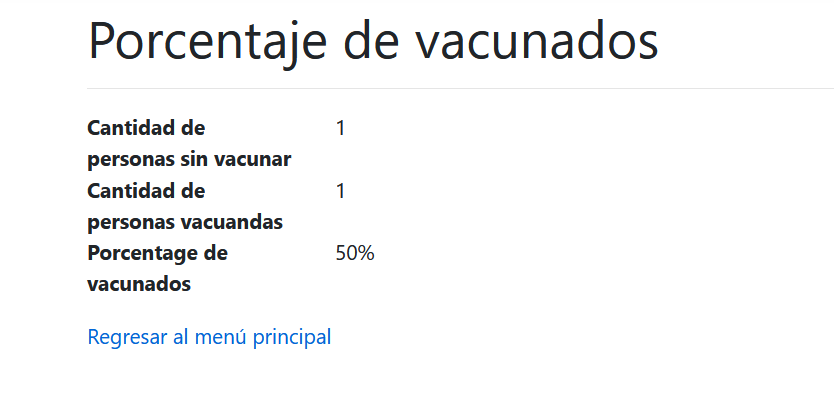 Porcentaje de vacunados
Cantidad de 1
personas sin vacunar
Cantidad de 1
personas vacuandas
Porcentage de 50%
vacunados
Regresar al menú principal